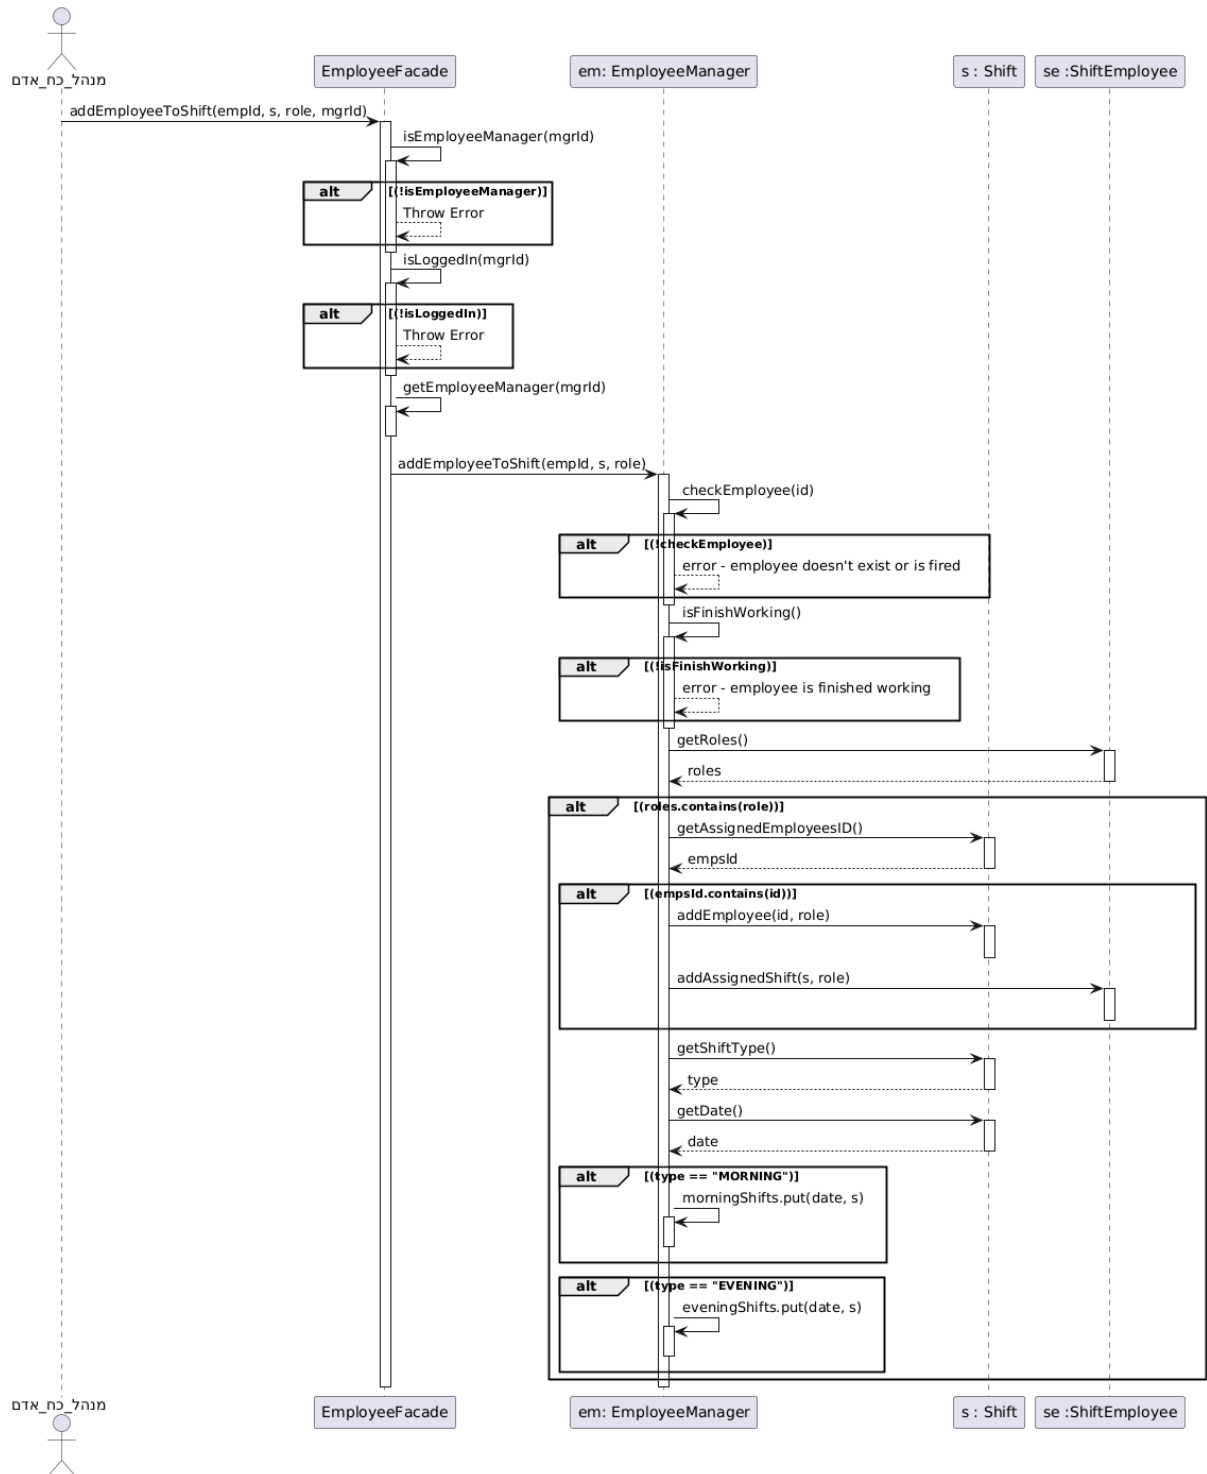 מנהל_כח_אדם
EmployeeFacade
em: EmployeeManager
s : Shift
se :ShiftEmployee
addEmployeeToShift(empId, s, role, mgrId)
isEmployeeManager(mgrId)
alt [(!isEmployeeManager)]
Throw Error
isLoggedIn(mgrId)
alt [(!isLoggedIn)]
Throw Error
getEmployeeManager(mgrId)
addEmployeeToShift(empId, s, role)
checkEmployee(id)
alt [(!checkEmployee)]
error - employee doesn't exist or is fired
isFinishWorking()
alt [(!isFinishWorking)]
error - employee is finished working
getRoles()
roles
alt [(roles.contains(role))]
getAssignedEmployeesID()
empsId
alt [(empsId.contains(id))]
addEmployee(id, role)
addAssignedShift(s, role)
getShiftType()
type
getDate()
date
alt [(type == "MORNING")]
morningShifts.put(date, s)
alt [(type == "EVENING")]
eveningShifts.put(date, s)
מנהל_כח_אדם
EmployeeFacade
em: EmployeeManager
s : Shift
se :ShiftEmployee